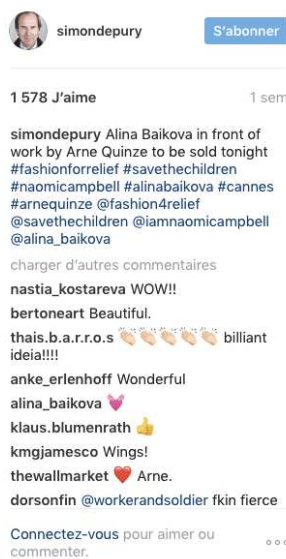 simondepury
S'abonner
1 578 J'aime
1 sem
simondepury Alina Baikova in front of
work by Arne Quinze to be sold tonight
#fashionforrelief #savethechildren
#naomicampbell #alinabaikova #cannes
#arnequinze @fashion4relief
@savethechildren @iamnaomicampbell
@alina_baikova
charger d'autres commentaires
nastia_kostareva WOW!!
bertoneart Beautiful.
thais.b.a.r.r.o.s 👏🏻👏🏻👏🏻👏🏻👏🏻 billiant
ideia!!!!
anke_erlenhoff Wonderful
alina_baikova 💓
klaus.blumenrath 👍
kmgjamesco Wings!
thewallmarket ❤️ Arne.
dorsonfin @workerandsoldier fkin fierce
Connectez-vous pour aimer ou
commenter.